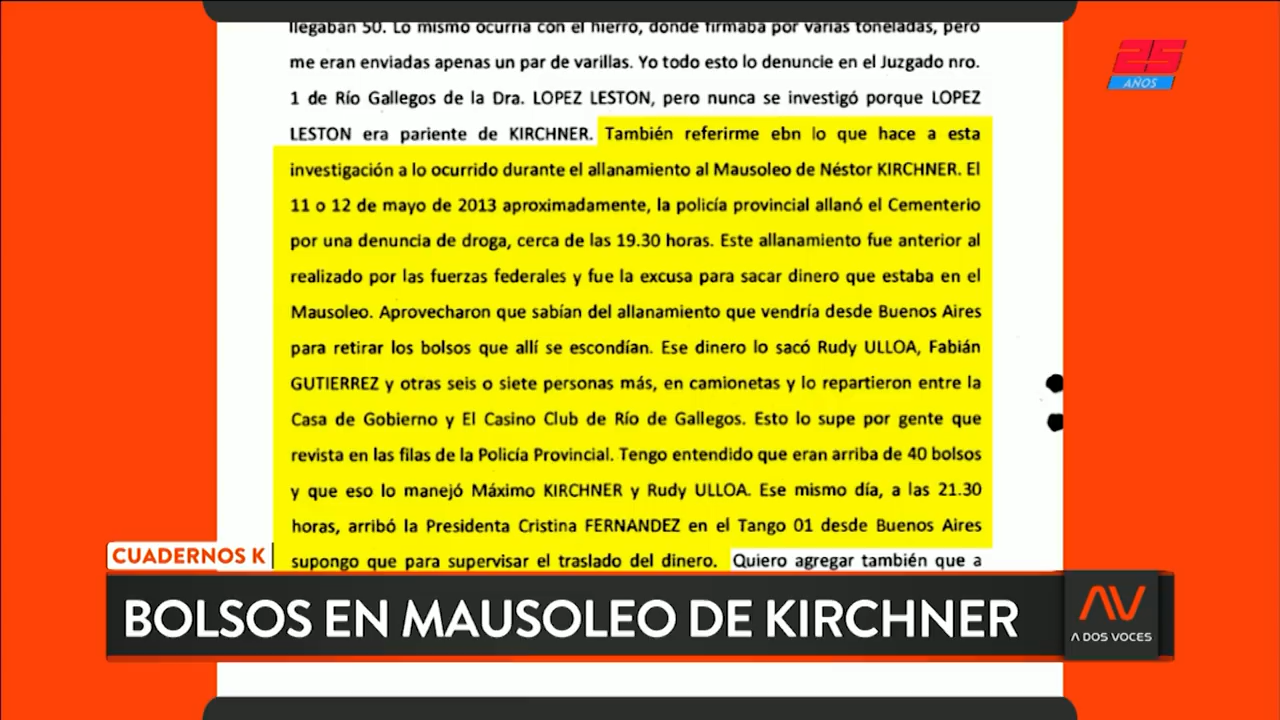 llegaban 50. Lo mismo ocurría con el hierro, donde firmaba por varias toneladas, pero
me eran enviadas apenas un par de varillas. Yo todo esto lo denuncie en el Juzgado nro.
1 de Río Gallegos de la Dra. LOPEZ LESTON, pero nunca se investigó porque LOPEZ
LESTON era pariente de KIRCHNER. También referirme ebn lo que hace a esta
investigación a lo ocurrido durante el allanamiento al Mausoleo de Néstor KIRCHNER. El
11 o 12 de mayo de 2013 aproximadamente, la policía provincial allanó el Cementerio
por una denuncia de droga, cerca de las 19.30 horas. Este allanamiento fue anterior al
realizado por las fuerzas federales y fue la excusa para sacar dinero que estaba en el
Mausoleo. Aprovecharon que sabían del allanamiento que vendría desde Buenos Aires
para retirar los bolsos que allí se escondían. Ese dinero lo sacó Rudy ULLOA, Fabián
GUTIERREZ y otras seis o siete personas más, en camionetas y lo repartieron entre la
Casa de Gobierno y El Casino Club de Río de Gallegos. Esto lo supe por gente que
revista en las filas de la Policía Provincial. Tengo entendido que eran arriba de 40 bolsos
y que eso lo manejó Máximo KIRCHNER y Rudy ULLOA. Ese mismo día, a las 21.30
horas, arribó la Presidenta Cristina FERNANDEZ en el Tango 01 desde Buenos Aires
supongo que para supervisar el traslado del dinero. Quiero agregar también que a
25
AÑOS
CUADERNOS K
BOLSOS EN MAUSOLEO DE KIRCHNER
AV
A DOS VOCES